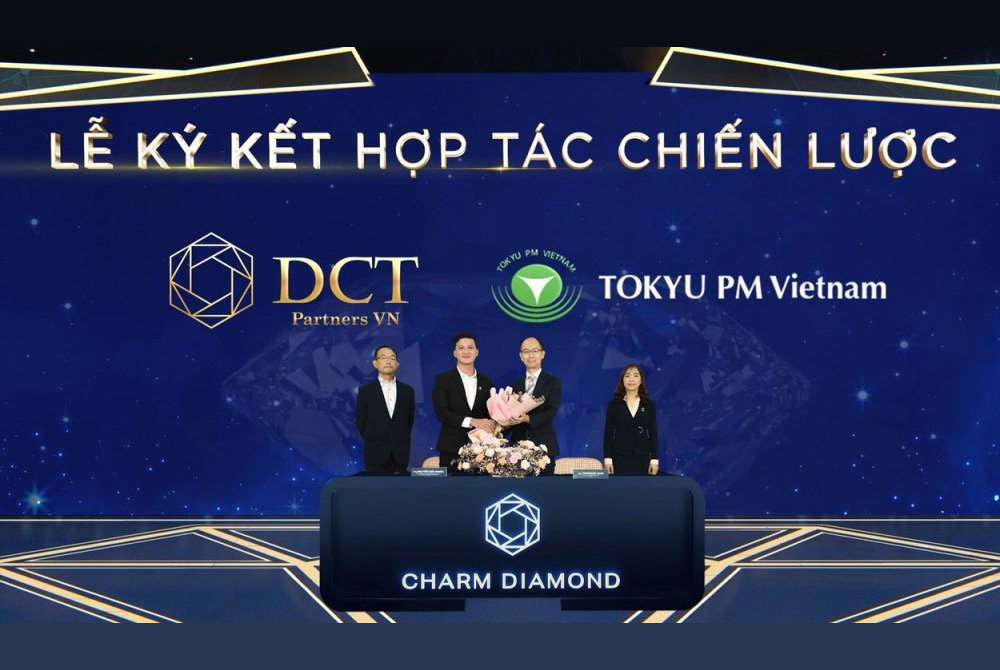 LỄ KÝ KẾT HỢP TÁC CHIẾN LƯỢC
DCT
Partners VN
TOKYU PM VIETNAM
TOKYU PM Vietnam
CHARM DIAMOND